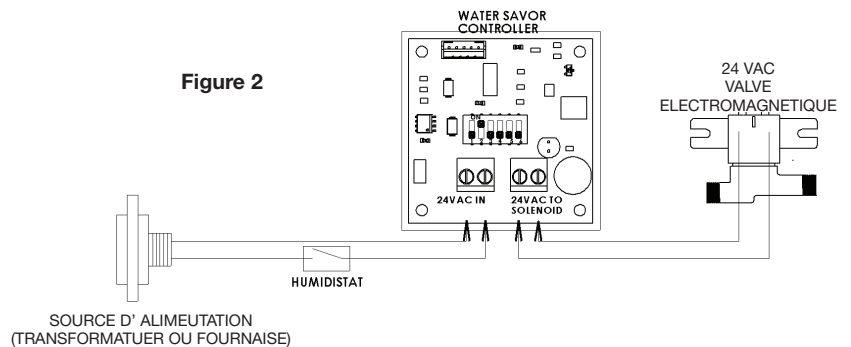 WATER SAVOR
CONTROLLER
Figure 2
24 VAC
VALVE
ELECTROMAGNETIQUE
ON
24VAC IN
24VAC TO
SOLENOID
HUMIDISTAT
SOURCE D' ALIMEUTATION
(TRANSFORMATUER OU FOURNAISE)